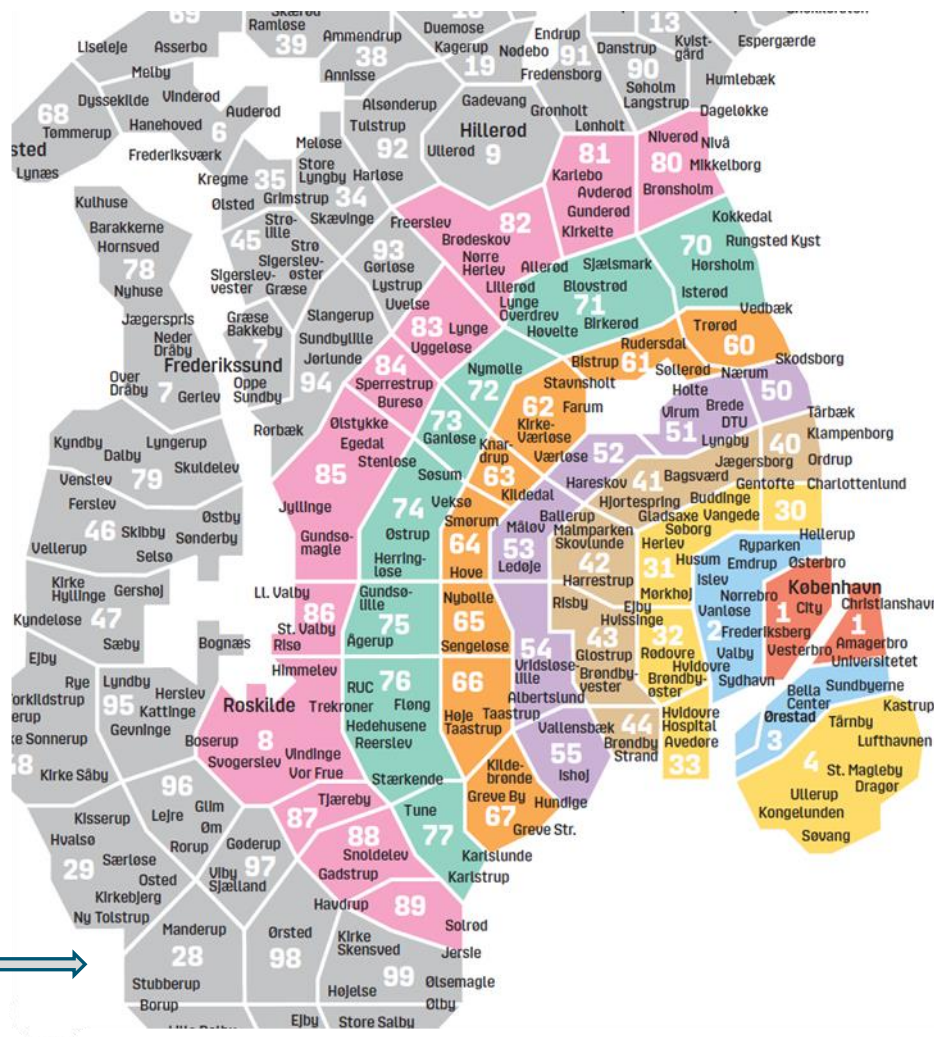 69
Skærød
Ramløse
39
Ammendrup
38
Annisse
Duemose
Kagerup
19
Nødebo
Endrup
91
Fredensborg
Danstrup
90
13
Kvist-
gård
Espergærde
Humlebæk
Søholm
Langstrup
Dageløkke
Liseleje
Asserbo
Melby
68
Dyssekilde
Vinderød
Auderød
Tømmerup
Hanehoved
6
sted
Lynæs
Frederiksværk
Alsønderup
Tulstrup
92
Meløse
Store
Lyngby
Harløse
34
Skævinge
Gadevang
Grønholt
Hillerød
Ullerød
9
Lønholt
81
Karlebo
Avderød
Gunderød
Kirkelte
Niverød
Nivå
80
Mikkelborg
Brønsholm
Kregme
35
Ølsted
Grimstrup
Kulhuse
Barakkerne
Hornsved
78
Nyhuse
45
Strø-
lille
Strø
Sigerslev-
øster
Sigerslev-
vester
Græse
Freerslev
82
Brødeskov
Nørre
Herlev
93
Gørløse
Lystrup
Uvelse
Kokkedal
70
Rungsted Kyst
Hørsholm
Isterød
Vedbæk
Allerød
Sjælsmark
Lillerød
Blovstrød
Lynge
Overdrev
71
Høvelte
Birkerød
Jægerspris
Neder
Dråby
Frederikssund
Over
Dråby
7
Gerlev
Græse
Bakkeby
7
Oppe
Sundby
Slangerup
Sundbylille
Jørlunde
94
Rørbæk
83
Lynge
Uggeløse
84
Sperrestrup
Buresø
Nymølle
72
73
Ganløse
Trørød
60
Skodsborg
Rudersdal
Bistrup
61
Søllerød
Nærum
50
Stavnsholt
62
Farum
Kirke-
Værløse
Holte
Virum
Brede
DTU
51
Lyngby
Tårbæk
Klampenborg
40
Ordrup
Kyndby
Lyngerup
Dalby
Skuldelev
Venslev
79
Ferslev
46
Skibby
Østby
Sønderby
Vellerup
Selsø
Ølstykke
Egedal
Stenløse
85
Jyllinge
Gundsø-
magle
Knar-
drup
Værløse
52
63
Kildedal
Hareskov
41
Bagsværd
Jægersborg
Gentofte
Charlottenlund
Hjortespring
Buddinge
30
Gladsaxe
Vangede
Søborg
Hellerup
Søsum
74
Veksø
Smørum
Østrup
64
Herring-
løse
Hove
Ballerup
Måløv
Malmparken
53
Skovlunde
Ledøje
42
Harrestrup
Herlev
31
Mørkhøj
Husum
Ryparken
Emdrup
Østerbro
Islev
Nørrebro
Vanløse
København
1
City
Christianshavn
2
Frederiksberg
1
Amagerbro
Valby
Vesterbro
Universitetet
Sydhavn
Kirke
Hyllinge
Gershøj
47
Kyndeløse
Sæby
Bognæs
Ll. Valby
86
St. Valby
Risø
Gundsø-
lille
75
Ågerup
Nybølle
65
Sengeløse
Risby
Ejby
Hvissinge
43
Glostrup
Brøndby-
vester
32
Rødovre
Hvidovre
Brøndby-
øster
54
Vridsløse-
lille
Albertslund
Ejby
Rye
Torkildstrup
Lyndby
95
Herslev
Kattinge
Gevninge
Himmelev
Roskilde
8
Boserup
Svogerslev
Vindinge
Vor Frue
RUC
76
Trekroner
Fløng
Hedehusene
Reerslev
66
Høje
Taastrup
Taastrup
Vallensbæk
55
Ishøj
44
Brøndby
Strand
Hvidovre
Hospital
Avedøre
33
Bella
Center
Sundbyerne
Ørestad
3
Tårnby
Kastrup
Lufthavnen
4
St. Magleby
Dragør
Ullerup
Kongelunden
Søvang
ke Sonnerup
48
Kirke Såby
96
Kisserup
Lejre
Glim
Øm
Rorup
Stærkende
Kilde-
brønde
Greve By
Hundige
67
Greve Str.
Tjæreby
87
Tune
77
88
Snoldelev
Gadstrup
Karlslunde
Karlstrup
Hvalsø
29
Særløse
Osted
Kirkebjerg
Ny Tolstrup
Gøderup
Viby
Sjælland
97
Havdrup
89
Solrød
Manderup
28
Stubberup
Borup
Ørsted
98
Kirke
Skensved
99
Højelse
Jersie
Ølsemagle
Ølby
Ejby
Store Salby